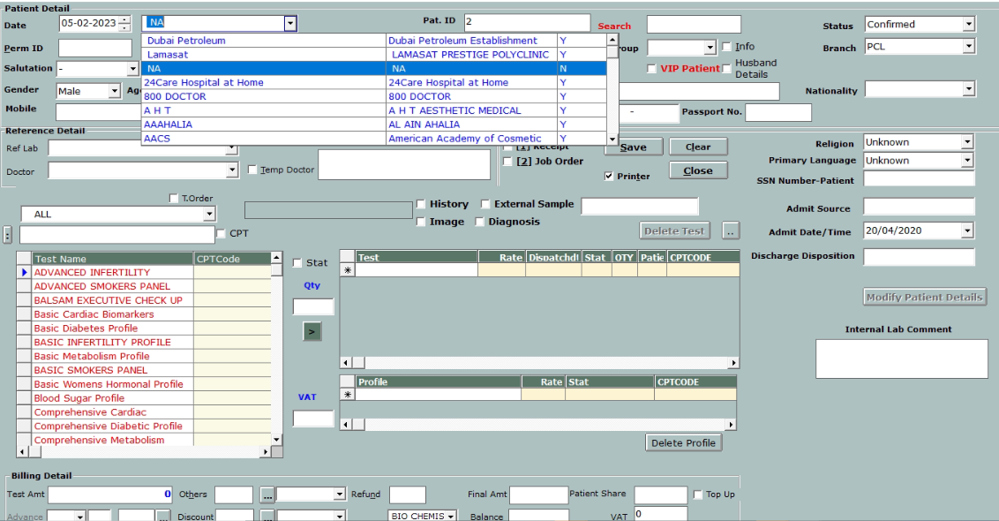 Patient Detail
Date 05-02-2023 NA Pat. ID 2 Search Status Confirmed
Dubai Petroleum Dubai Petroleum Establishment Y
Perm ID Lamasat LAMASAT PRESTIGE POLYCLINIC Y oup Info Branch PCL
Salutation - NA NA N VIP Patient Husband Details
24Care Hospital at Home 24Care Hospital at Home Y
Gender Male Ag 800 DOCTOR 800 DOCTOR Y Nationality
Mobile A H T A H T AESTHETIC MEDICAL Y - Passport No.
AAAHALIA AL AIN AHALIA Y
Reference Detail
AACS American Academy of Cosmetic Y
Ref Lab [1] Receipt Save Clear Religion Unknown
Doctor Temp Doctor [2] Job Order Primary Language Unknown
Printer Close SSN Number-Patient
T.Order
ALL History External Sample Admit Source
: CPT Image Diagnosis Delete Test .. Admit Date/Time 20/04/2020
Test Name CPTCode Stat Test Rate Dispatchd Stat QTY Patie CPTCODE Discharge Disposition
ADVANCED INFERTILITY *
ADVANCED SMOKERS PANEL Qty
BALSAM EXECUTIVE CHECK UP Modify Patient Details
Basic Cardiac Biomarkers
Basic Diabetes Profile > Internal Lab Comment
BASIC INFERTILITY PROFILE
Basic Metabolism Profile
BASIC SMOKERS PANEL
Basic Womens Hormonal Profile Profile Rate Stat CPTCODE
Blood Sugar Profile VAT *
Comprehensive Cardiac
Comprehensive Diabetic Profile
Comprehensive Metabolism Delete Profile
Billing Detail
Test Amt 0 Others ... Refund Final Amt Patient Share Top Up
Advance ... Discount ... BIO CHEMIS Balance VAT 0